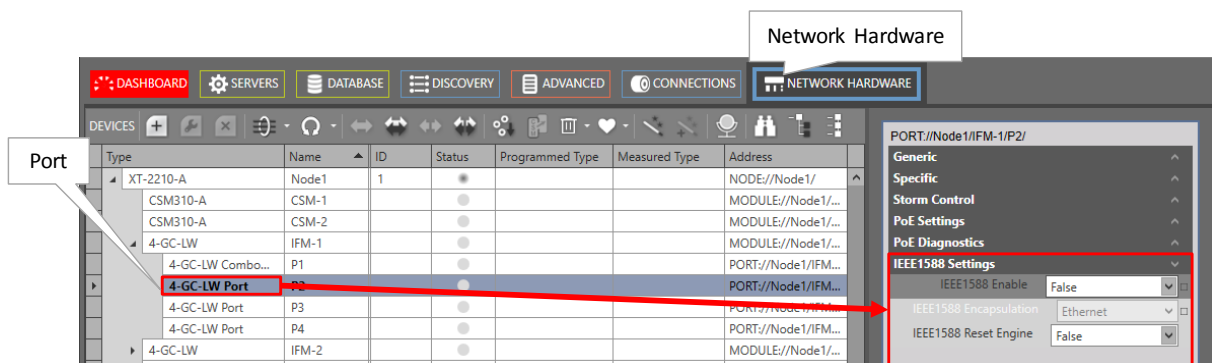 Network Hardware
DASHBOARD SERVERS DATABASE DISCOVERY ADVANCED CONNECTIONS NETWORK HARDWARE
DEVICES
PORT://Node1/IFM-1/P2/
Port
Type Name ID Status Programmed Type Measured Type Address
XT-2210-A Node1 1 NODE://Node1/
CSM310-A CSM-1 MODULE://Node1/...
CSM310-A CSM-2 MODULE://Node1/...
4-GC-LW IFM-1 MODULE://Node1/...
4-GC-LW Combo... P1 PORT://Node1/IFM...
4-GC-LW Port P2 PORT://Node1/IFM...
4-GC-LW Port P3 PORT://Node1/IFM...
4-GC-LW Port P4 PORT://Node1/IFM...
4-GC-LW IFM-2 MODULE://Node1/...
Generic
Specific
Storm Control
PoE Settings
PoE Diagnostics
IEEE1588 Settings
IEEE1588 Enable False
IEEE1588 Encapsulation Ethernet
IEEE1588 Reset Engine False